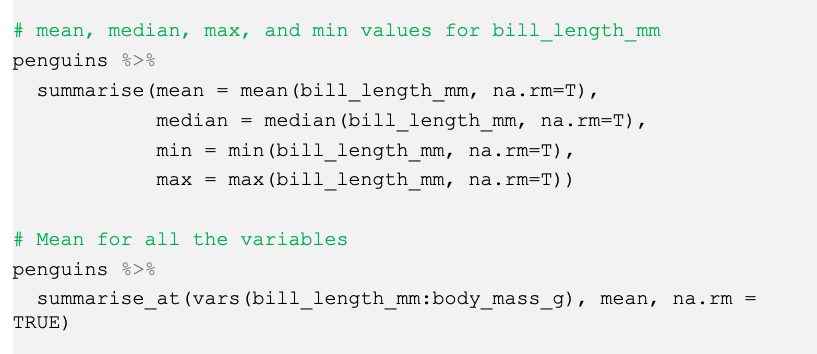 # mean, median, max, and min values for bill_length_mm
penguins %>%
  summarise(mean = mean(bill_length_mm, na.rm=T),
            median = median(bill_length_mm, na.rm=T),
            min = min(bill_length_mm, na.rm=T),
            max = max(bill_length_mm, na.rm=T))

# Mean for all the variables
penguins %>%
  summarise_at(vars(bill_length_mm:body_mass_g), mean, na.rm =
TRUE)